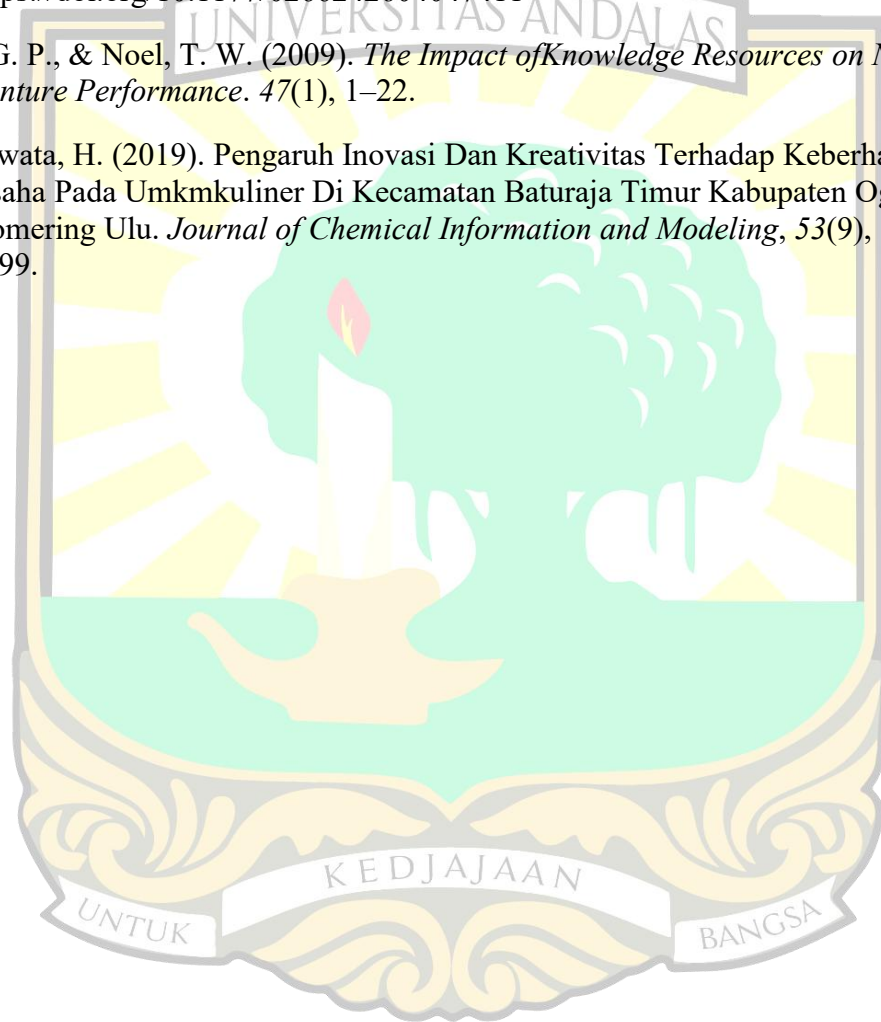 UNIVERSITAS ANDALAS
G. P., & Noel, T. W. (2009). The Impact ofKnowledge Resources on
nture Performance. 47(1), 1–22.
wata, H. (2019). Pengaruh Inovasi Dan Kreativitas Terhadap Keberha
saha Pada Umkmkuliner Di Kecamatan Baturaja Timur Kabupaten Og
omering Ulu. Journal of Chemical Information and Modeling, 53(9),
99.
KEDJAJAAN
UNTUK
BANGSA